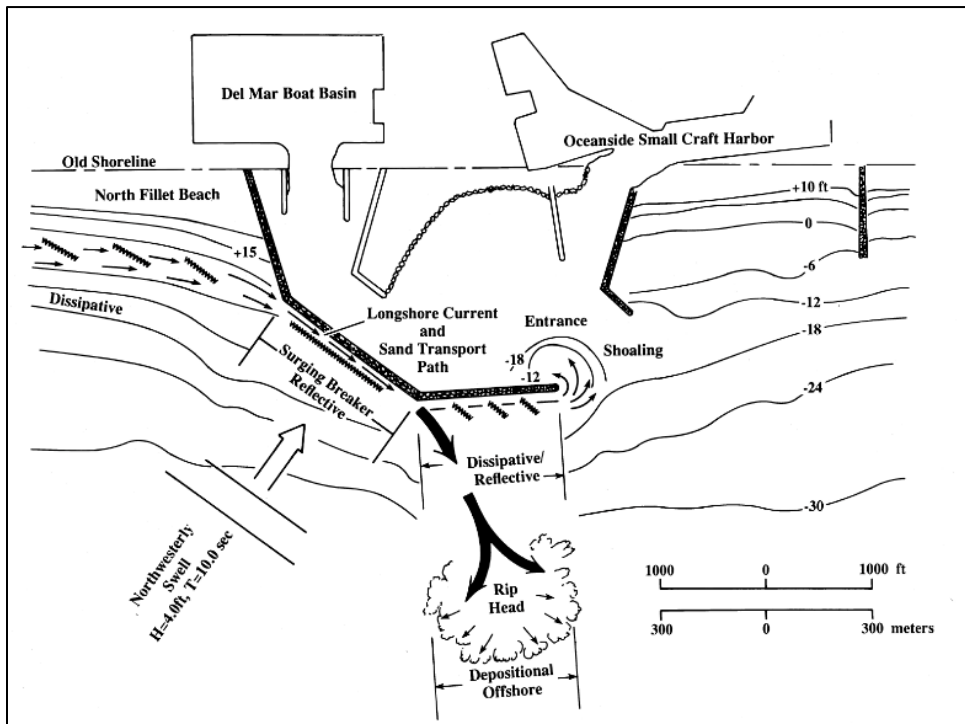 Del Mar Boat Basin
Oceanside Small Craft Harbor
Old Shoreline
North Fillet Beach
+10 ft
0
+15
-6
-12
Dissipative
Longshore Current
and
Sand Transport
Path
Entrance
-18
Shoaling
-18
-12
-24
Surging Breaker
Reflective
Dissipative/
Reflective
-30
Northwesterly
Swell
H=4.0ft, T=10.0 sec
Rip
Head
1000 0 1000 ft
300 0 300 meters
Depositional
Offshore